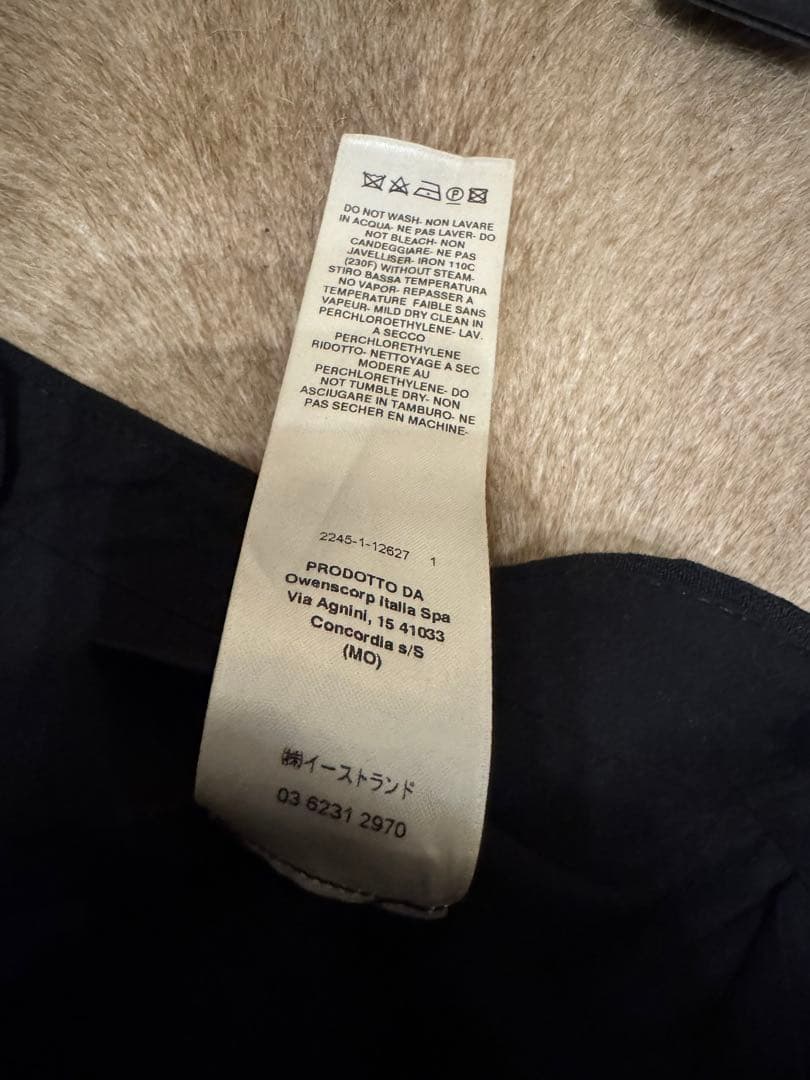 DO NOT WASH- NON LAVARE
IN ACQUA- NE PAS LAVER- DO
NOT BLEACH- NON
CANDEGGIARE- NE PAS
JAVELLISER- IRON 110C
(230F) WITHOUT STEAM-
STIRO BASSA TEMPERATURA
NO VAPOR- REPASSER A
TEMPERATURE FAIBLE SANS
VAPEUR- MILD DRY CLEAN IN
PERCHLOROETHYLENE- LAV.
A SECCO
PERCHLORETHYLENE
RIDOTTO- NETTOYAGE A SEC
MODERE AU
PERCHLORETHYLENE- DO
NOT TUMBLE DRY- NON
ASCIUGARE IN TAMBURO- NE
PAS SECHER EN MACHINE-
2245-1-12627 1
PRODOTTO DA
Owenscorp Italia Spa
Via Agnini, 15 41033
Concordia s/S
(MO)
㈱イーストランド
03 6231 2970